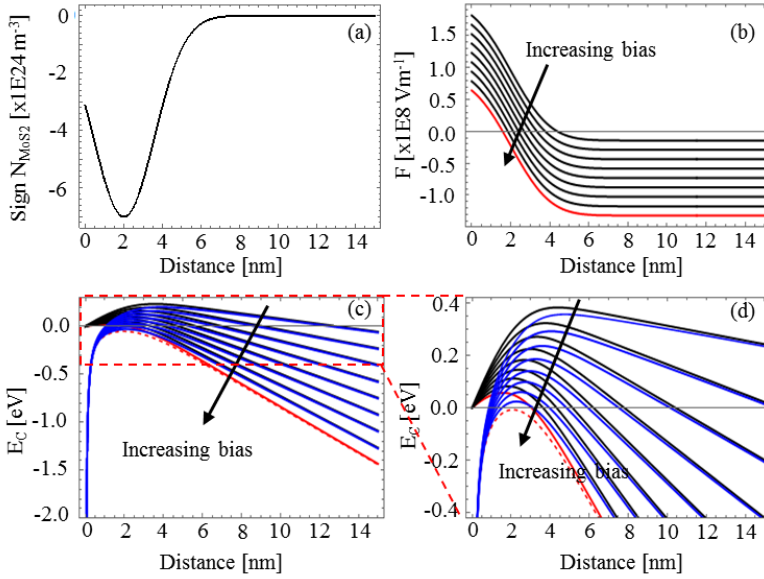 (a)
0
-2
-4
-6
Sign N_MoS2 [x1E24 m^-3]
0 2 4 6 8 10 12 14
Distance [nm]
(b)
Increasing bias
1.5
1.0
0.5
0.0
-0.5
-1.0
F [x1E8 Vm^-1]
0 2 4 6 8 10 12 14
Distance [nm]
(c)
0.0
-0.5
-1.0
-1.5
-2.0
E_C [eV]
Increasing bias
0 2 4 6 8 10 12 14
Distance [nm]
(d)
0.4
0.2
0.0
-0.2
-0.4
E_C [eV]
Increasing bias
0 2 4 6 8 10 12 14
Distance [nm]